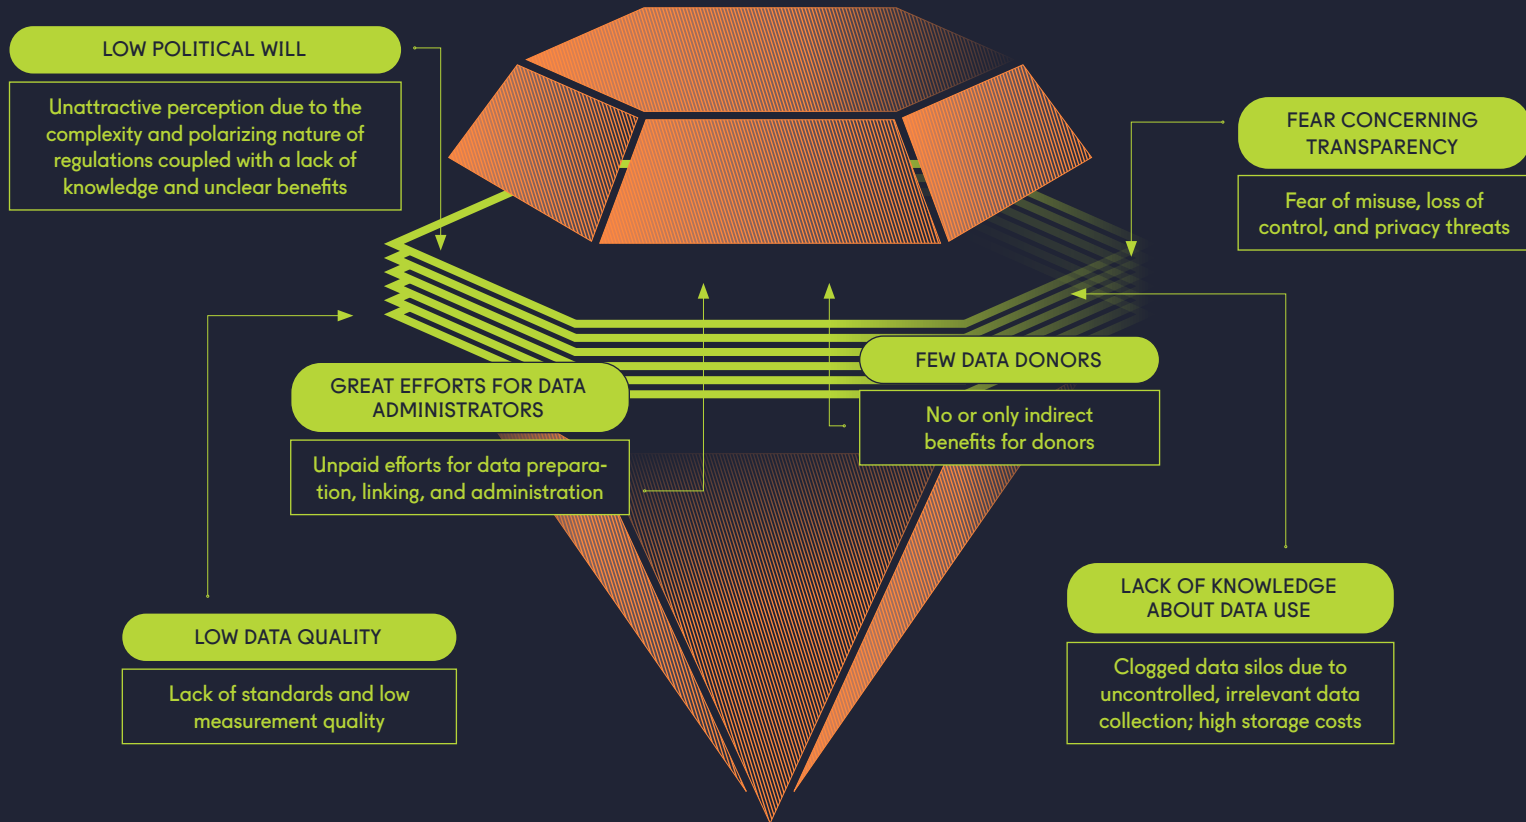 LOW POLITICAL WILL
Unattractive perception due to the
complexity and polarizing nature of
regulations coupled with a lack of
knowledge and unclear benefits
FEAR CONCERNING
TRANSPARENCY
Fear of misuse, loss of
control, and privacy threats
GREAT EFFORTS FOR DATA
ADMINISTRATORS
Unpaid efforts for data prepara-
tion, linking, and administration
FEW DATA DONORS
No or only indirect
benefits for donors
LOW DATA QUALITY
Lack of standards and low
measurement quality
LACK OF KNOWLEDGE
ABOUT DATA USE
Clogged data silos due to
uncontrolled, irrelevant data
collection; high storage costs